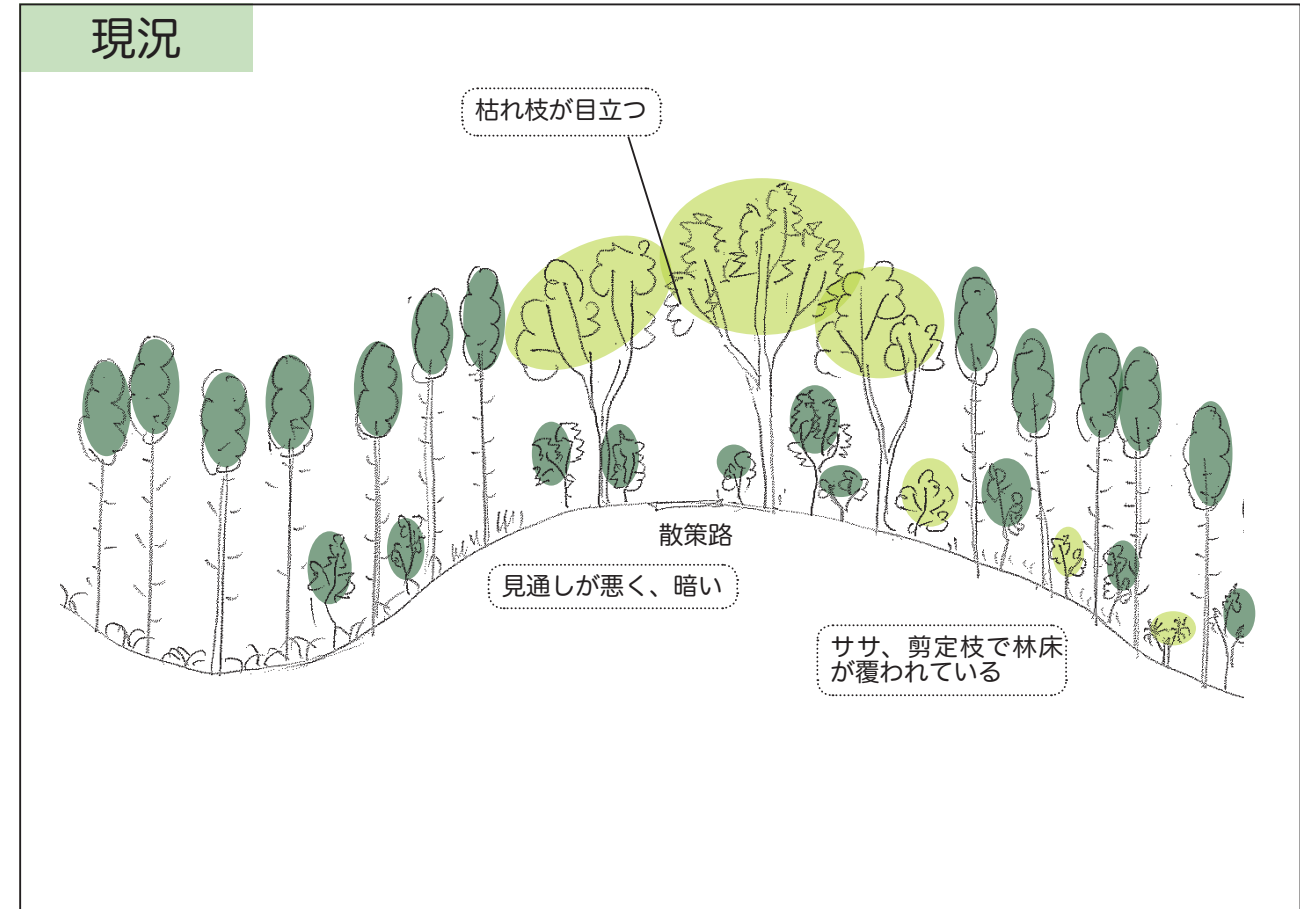 現況
枯れ枝が目立つ
散策路
見通しが悪く、暗い
ササ、剪定枝で林床
が覆われている